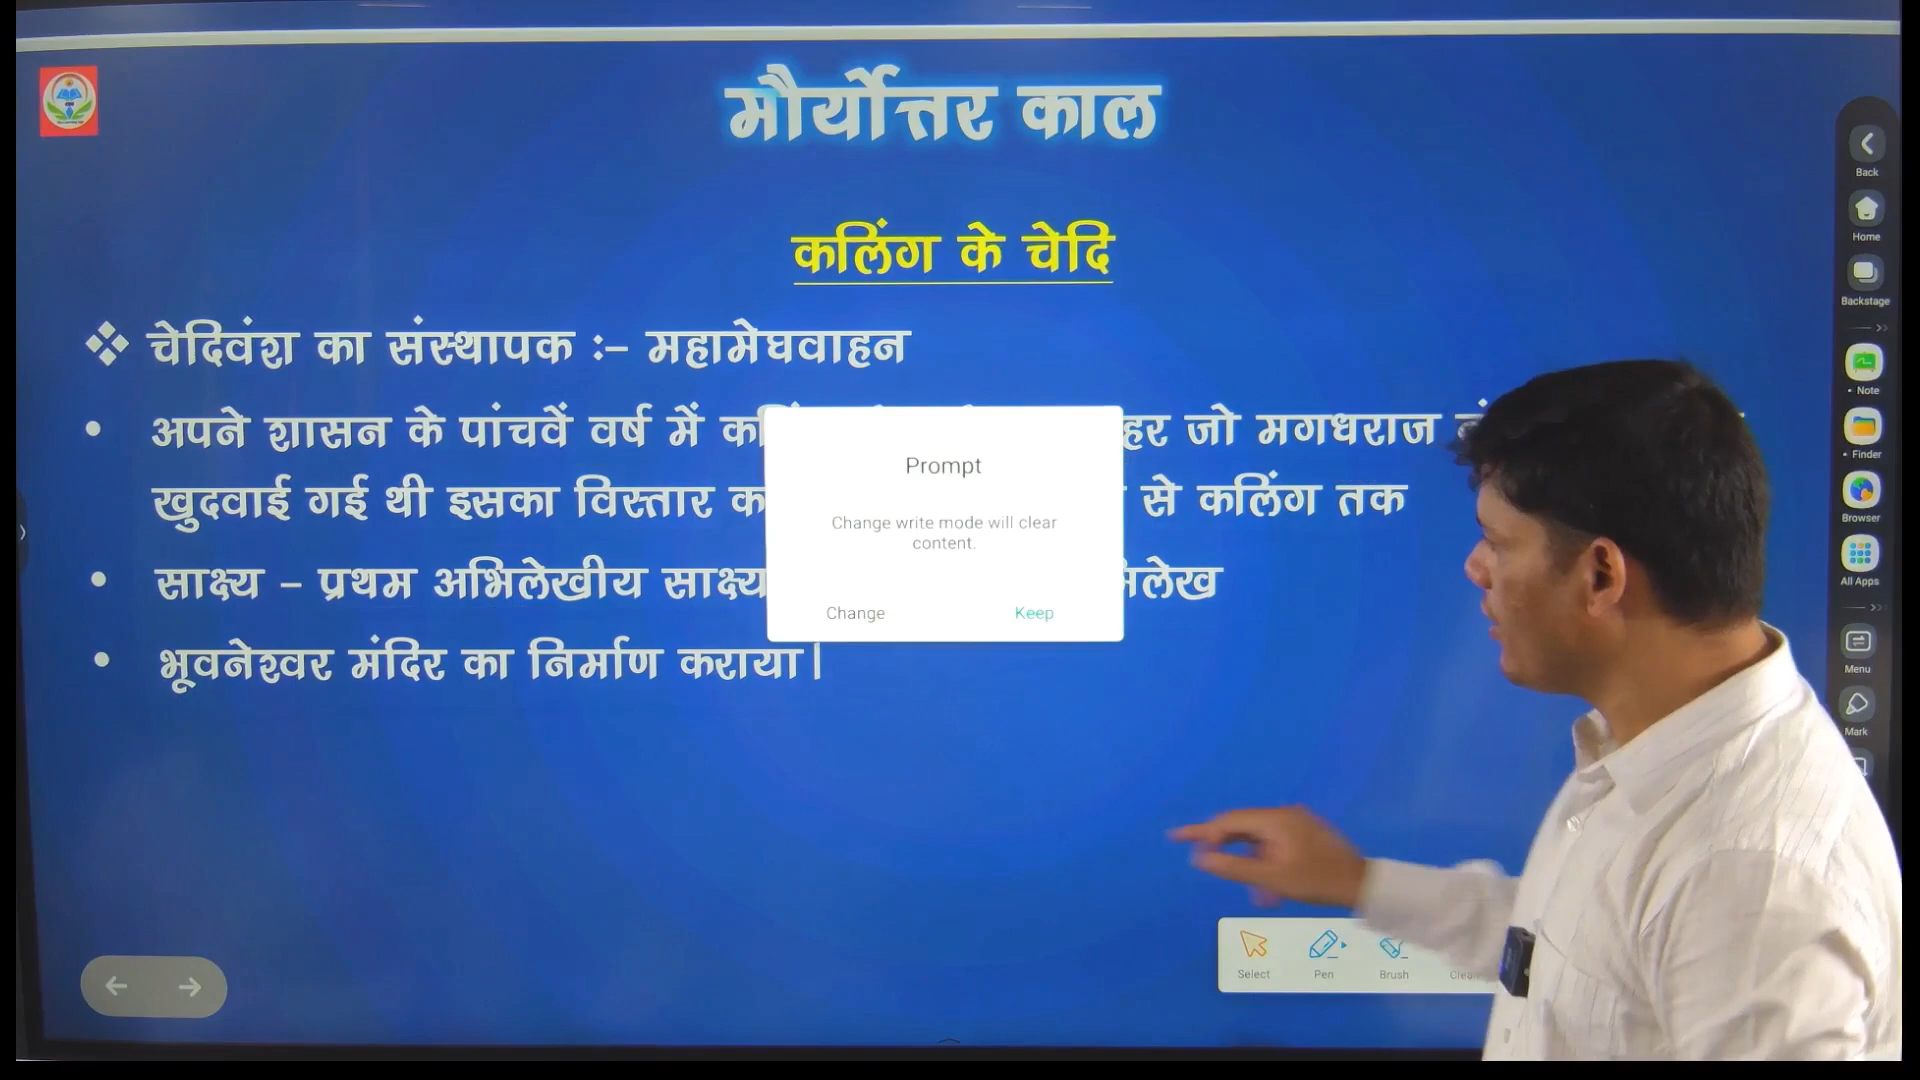 मौर्योत्तर काल
कलिंग के चेदि
❖ चेदिवंश का संस्थापक :– महामेघवाहन
• अपने शासन के पांचवें वर्ष में जो मगधराज
खुदवाई गई थी इसका विस्तार से कलिंग तक
• साक्ष्य – प्रथम अभिलेखीय साक्ष्य
• भूवनेश्वर मंदिर का निर्माण कराया।
Prompt
Change write mode will clear
content.
Change Keep
Back
Home
Backstage
Note
Finder
Browser
All Apps
Menu
Mark
Select Pen Brush